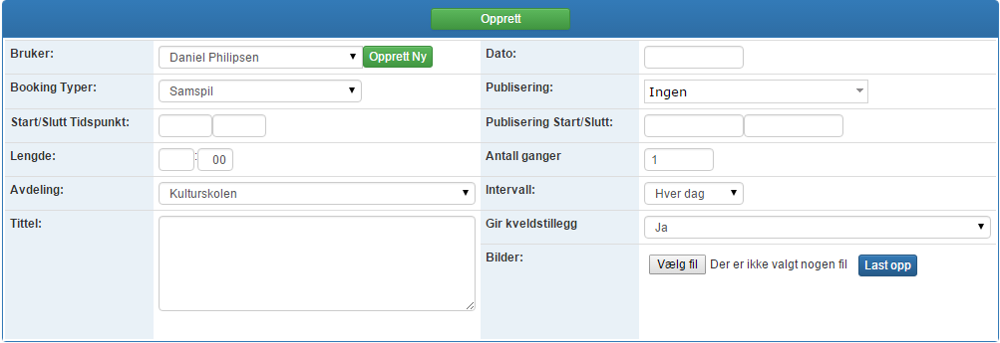 Opprett
Bruker: Daniel Philipsen Opprett Ny Dato:
Booking Typer: Samspil Publisering: Ingen
Start/Slutt Tidspunkt: Publisering Start/Slutt:
Lengde: : 00 Antall ganger 1
Avdeling: Kulturskolen Intervall: Hver dag
Tittel: Gir kveldstillegg Ja
Bilder: Vælg fil Der er ikke valgt nogen fil Last opp